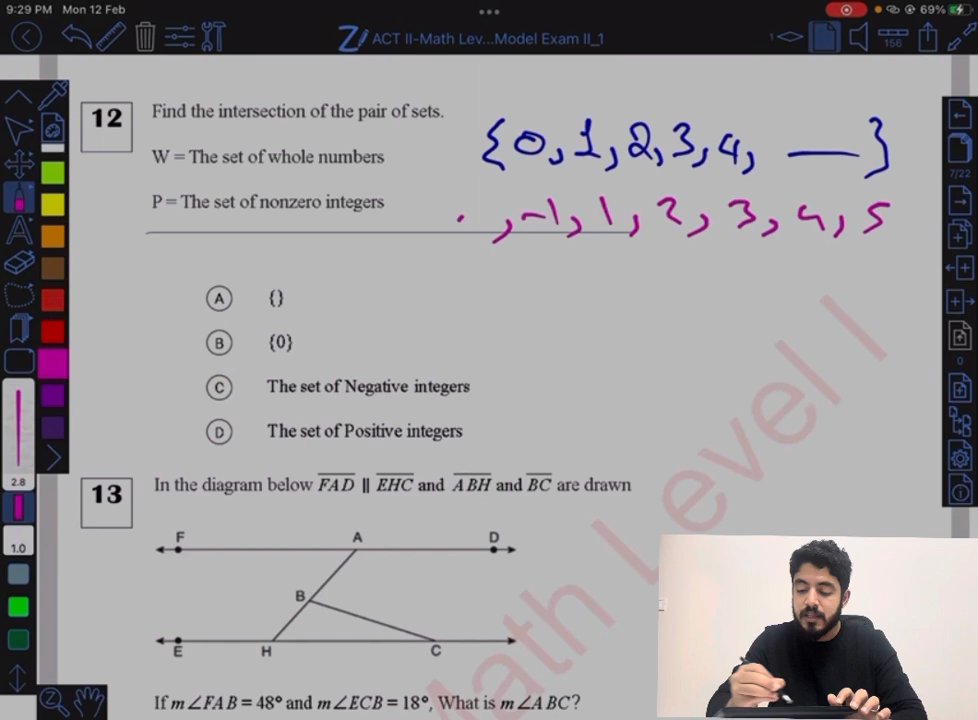 9:29 PM Mon 12 Feb
69%
ACT II-Math Lev...Model Exam II_1
1
156
12
Find the intersection of the pair of sets.
W = The set of whole numbers
{0, 1, 2, 3, 4, __ }
P = The set of nonzero integers
. , -1, 1, 2, 3, 4, 5
A {}
B {0}
C The set of Negative integers
D The set of Positive integers
7/22
0
2.8
1.0
13
In the diagram below FAD || EHC and ABH and BC are drawn
F A D
B
E H C
If m∠FAB = 48° and m∠ECB = 18°, What is m∠ABC?
Math Level I